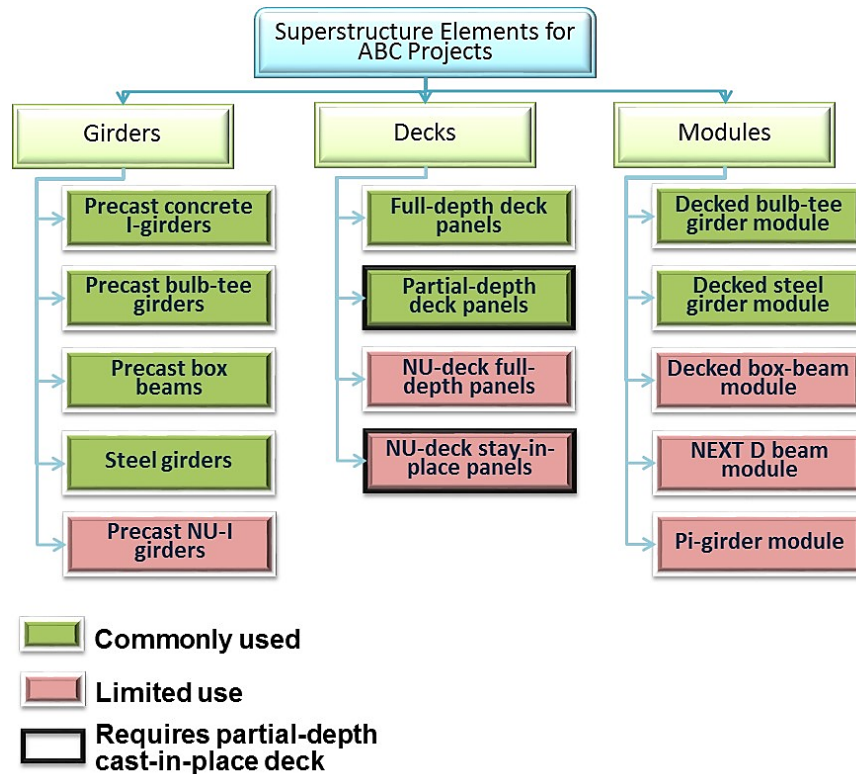 Superstructure Elements for
ABC Projects
Girders
Decks
Modules
Precast concrete
I-girders
Precast bulb-tee
girders
Precast box
beams
Steel girders
Precast NU-I
girders
Full-depth deck
panels
Partial-depth
deck panels
NU-deck full-
depth panels
NU-deck stay-in-
place panels
Decked bulb-tee
girder module
Decked steel
girder module
Decked box-beam
module
NEXT D beam
module
Pi-girder module
Commonly used
Limited use
Requires partial-depth
cast-in-place deck